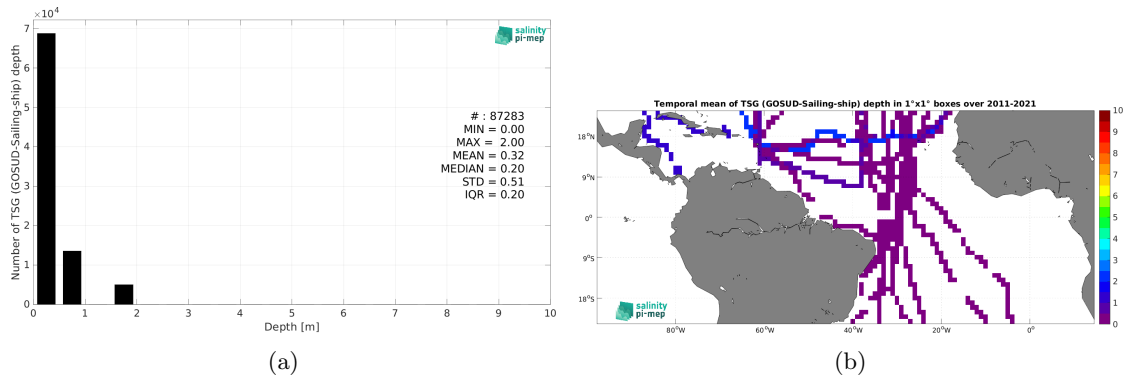 ×10⁴
7
6
5
4
3
2
1
0
Number of TSG (GOSUD-Sailing-ship) depth
salinity
pi-mep
# : 87283
MIN = 0.00
MAX = 2.00
MEAN = 0.32
MEDIAN = 0.20
STD = 0.51
IQR = 0.20
0 1 2 3 4 5 6 7 8 9 10
Depth [m]
(a)
Temporal mean of TSG (GOSUD-Sailing-ship) depth in 1°x1° boxes over 2011-2021
18°N
9°N
0°
9°S
18°S
salinity
pi-mep
80°W 60°W 40°W 20°W 0°
10
9
8
7
6
5
4
3
2
1
0
(b)